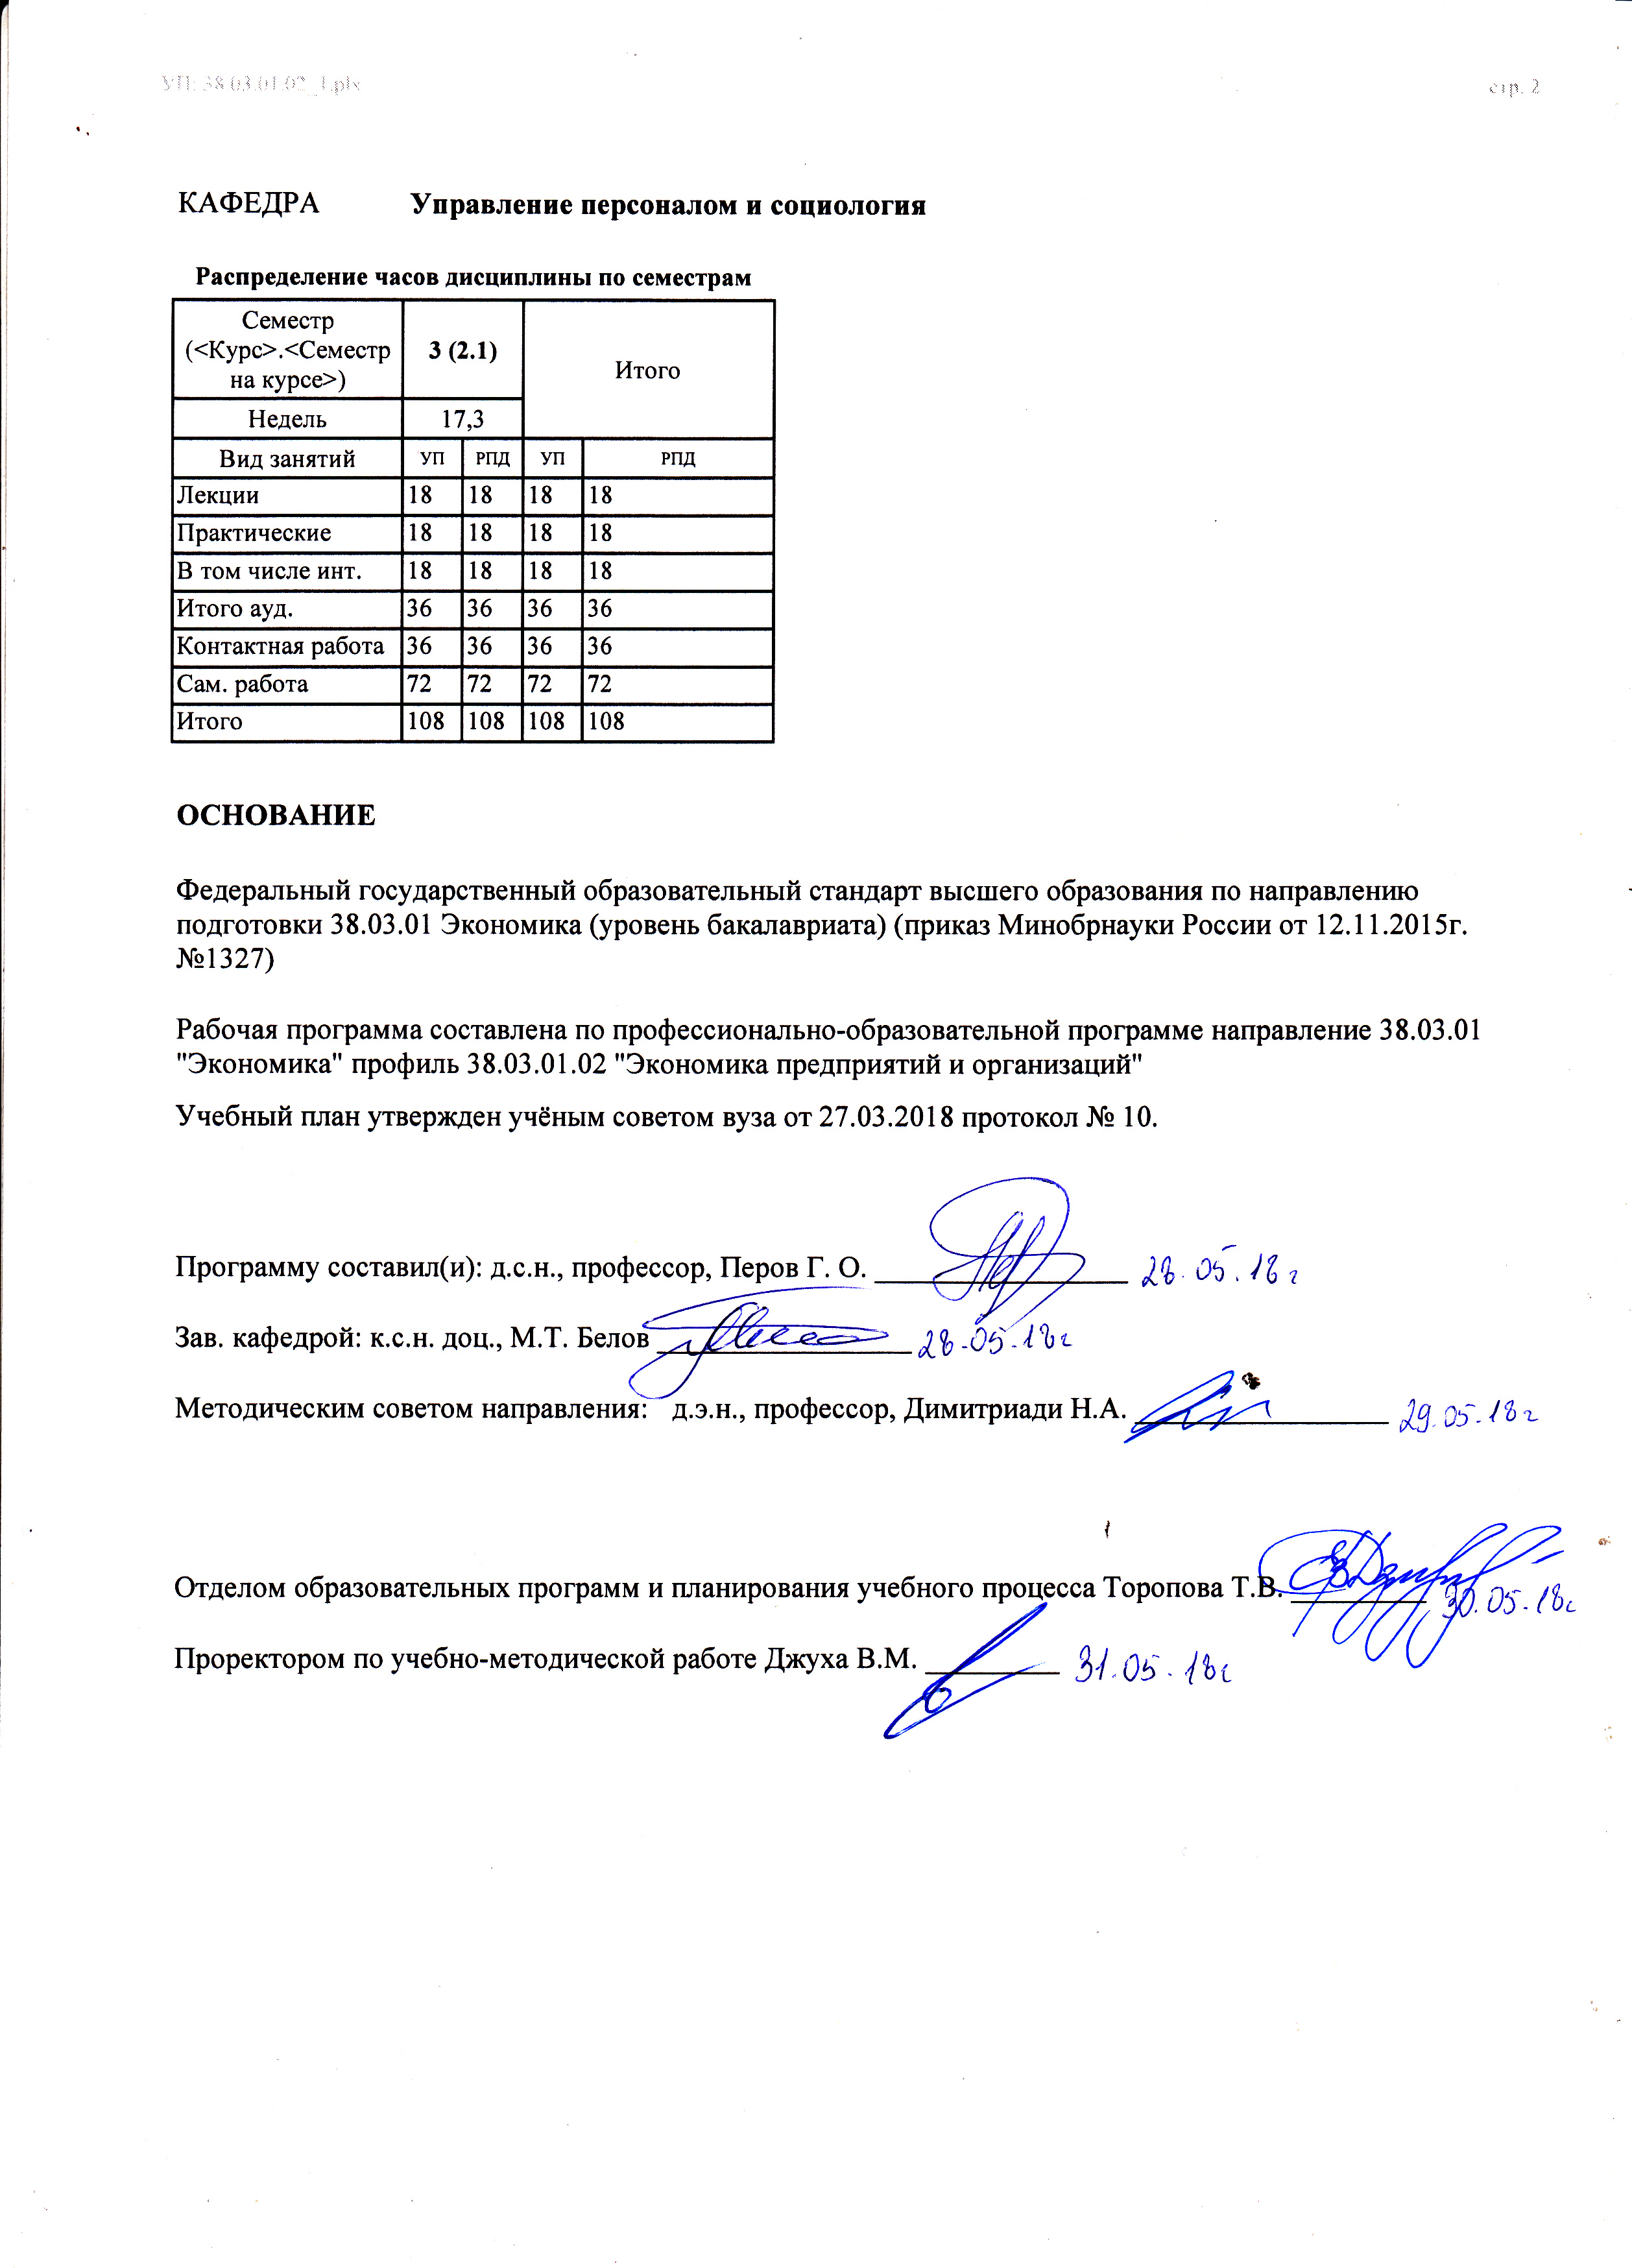 УП: 38.03.01.02_1.plx
стр. 2
КАФЕДРА Управление персоналом и социология
Распределение часов дисциплины по семестрам
Семестр
(<Курс>.<Семестр
на курсе>)
3 (2.1)
Итого
Недель 17,3
Вид занятий УП РПД УП РПД
Лекции 18 18 18 18
Практические 18 18 18 18
В том числе инт. 18 18 18 18
Итого ауд. 36 36 36 36
Контактная работа 36 36 36 36
Сам. работа 72 72 72 72
Итого 108 108 108 108
ОСНОВАНИЕ
Федеральный государственный образовательный стандарт высшего образования по направлению
подготовки 38.03.01 Экономика (уровень бакалавриата) (приказ Минобрнауки России от 12.11.2015г.
№1327)
Рабочая программа составлена по профессионально-образовательной программе направление 38.03.01
"Экономика" профиль 38.03.01.02 "Экономика предприятий и организаций"
Учебный план утвержден учёным советом вуза от 27.03.2018 протокол № 10.
Программу составил(и): д.с.н., профессор, Перов Г. О. 28.05.18 г
Зав. кафедрой: к.с.н. доц., М.Т. Белов 28.05.18г
Методическим советом направления: д.э.н., профессор, Димитриади Н.А. 29.05.18 г
Отделом образовательных программ и планирования учебного процесса Торопова Т.В. 30.05.18г
Проректором по учебно-методической работе Джуха В.М. 31.05.18г